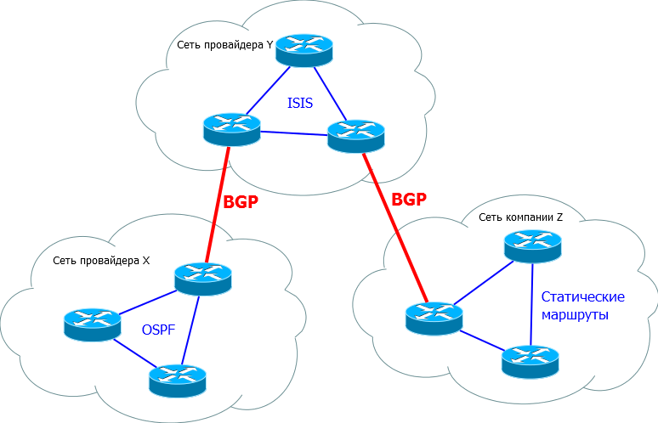 Сеть провайдера Y
ISIS
BGP
BGP
Сеть провайдера X
OSPF
Сеть компании Z
Статические
маршруты